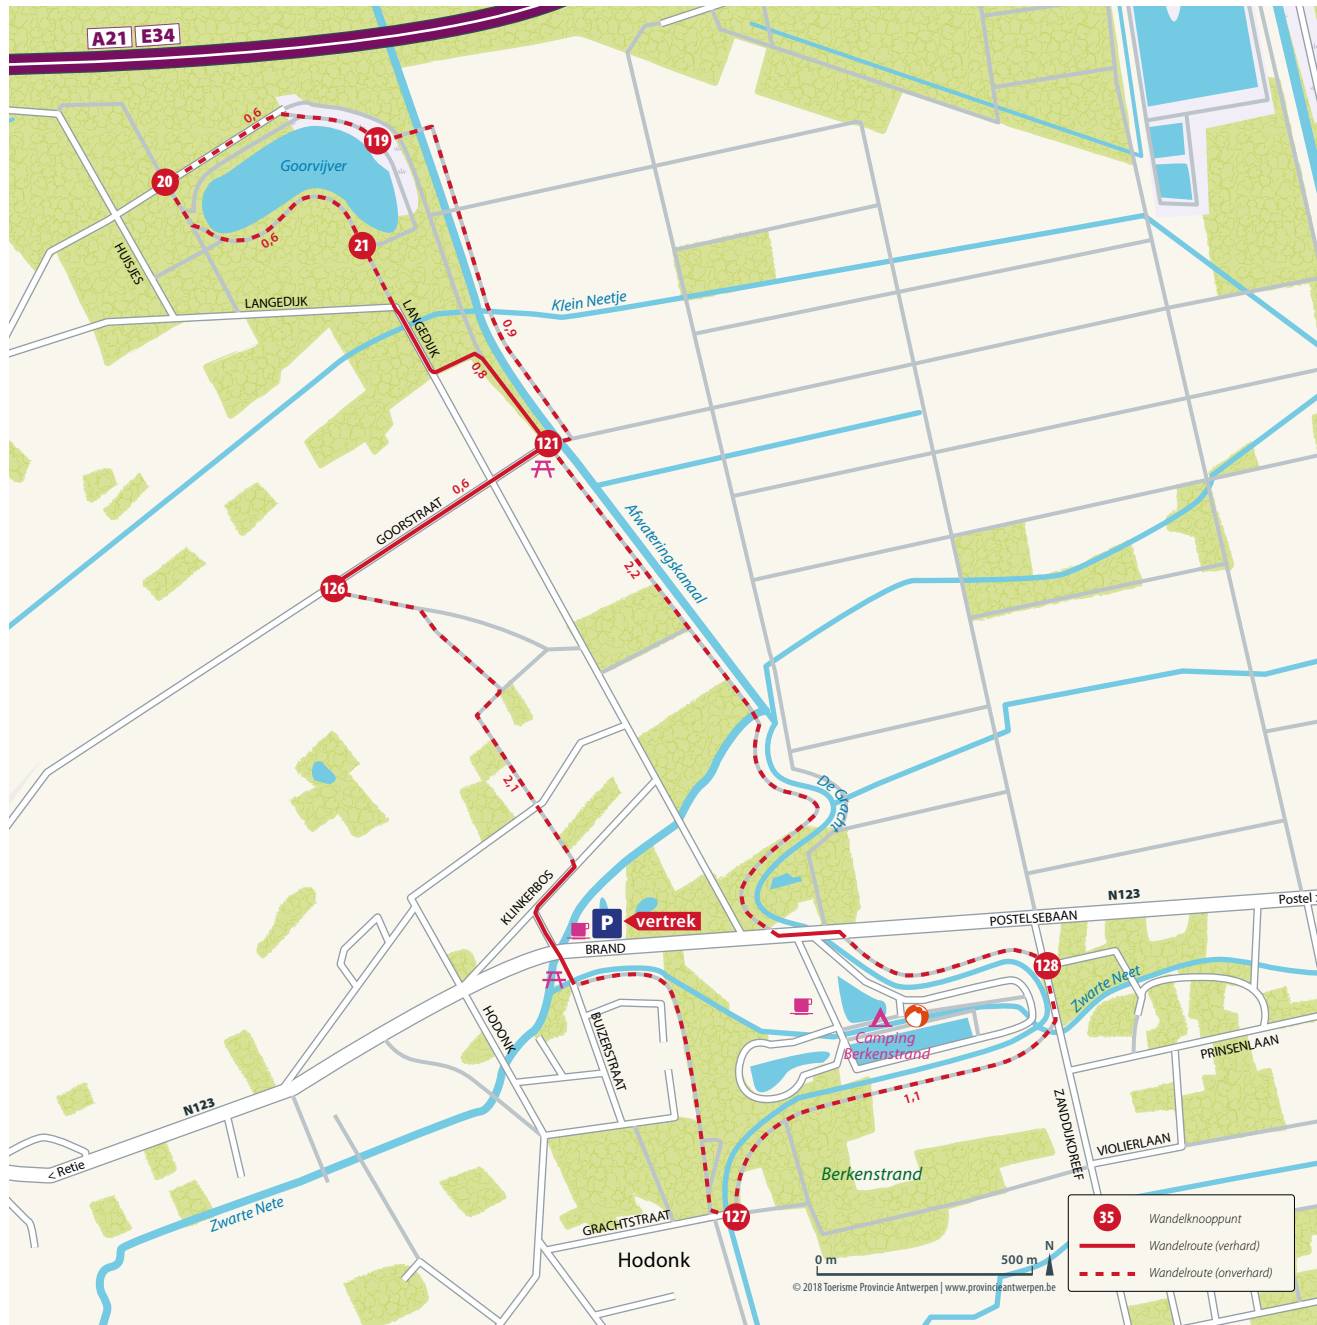 A21 E34
0,6
119
Goorvijver
20
21
0,6
HUISJES
LANGEDIJK
LANGEDIJK
Klein Neetje
0,9
0,8
121
0,6
GOORSTRAAT
Afwateringskanaal
2,2
126
2,1
De Gracht
KLINKERBOS
P vertrek
BRAND
N123
POSTELSEBAAN
Postel >
128
Zwarte Neet
HODONK
BUIZERSTRAAT
Camping
Berkenstrand
PRINSENLAAN
N123
1,1
ZANDDIJKDREEF
VIOLIERLAAN
< Retie
Berkenstrand
Zwarte Nete
GRACHTSTRAAT
127
Hodonk
0 m 500 m
N
© 2018 Toerisme Provincie Antwerpen | www.provincieantwerpen.be
35 Wandelknooppunt
Wandelroute (verhard)
Wandelroute (onverhard)